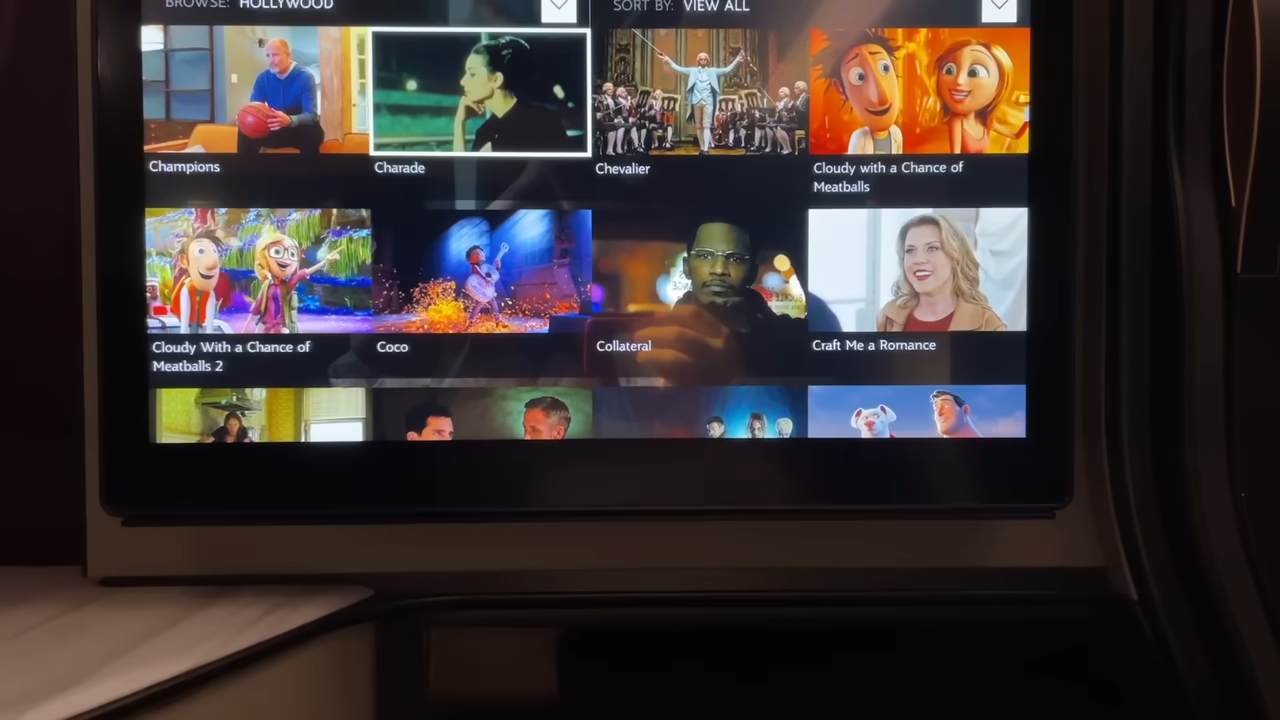 BROWSE: HOLLYWOOD
SORT BY: VIEW ALL
Champions
Charade
Chevalier
Cloudy with a Chance of
Meatballs
Cloudy With a Chance of
Meatballs 2
Coco
Collateral
Craft Me a Romance